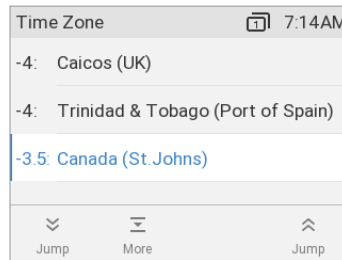 Time Zone 1 7:14AM
-4: Caicos (UK)
-4: Trinidad & Tobago (Port of Spain)
-3.5: Canada (St.Johns)
Jump More Jump